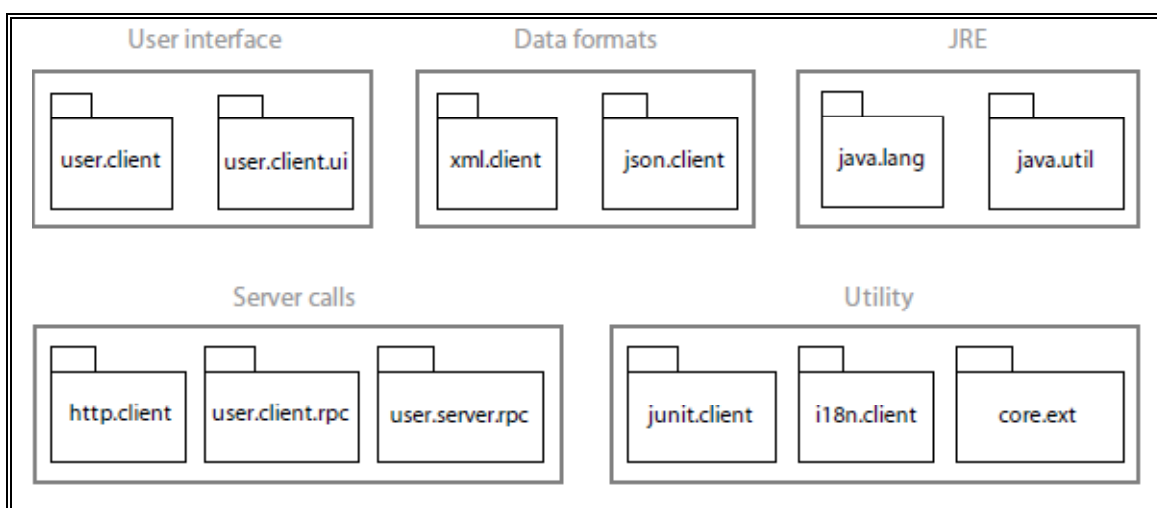 User interface
Data formats
JRE
user.client
user.client.ui
xml.client
json.client
java.lang
java.util
Server calls
Utility
http.client
user.client.rpc
user.server.rpc
junit.client
i18n.client
core.ext